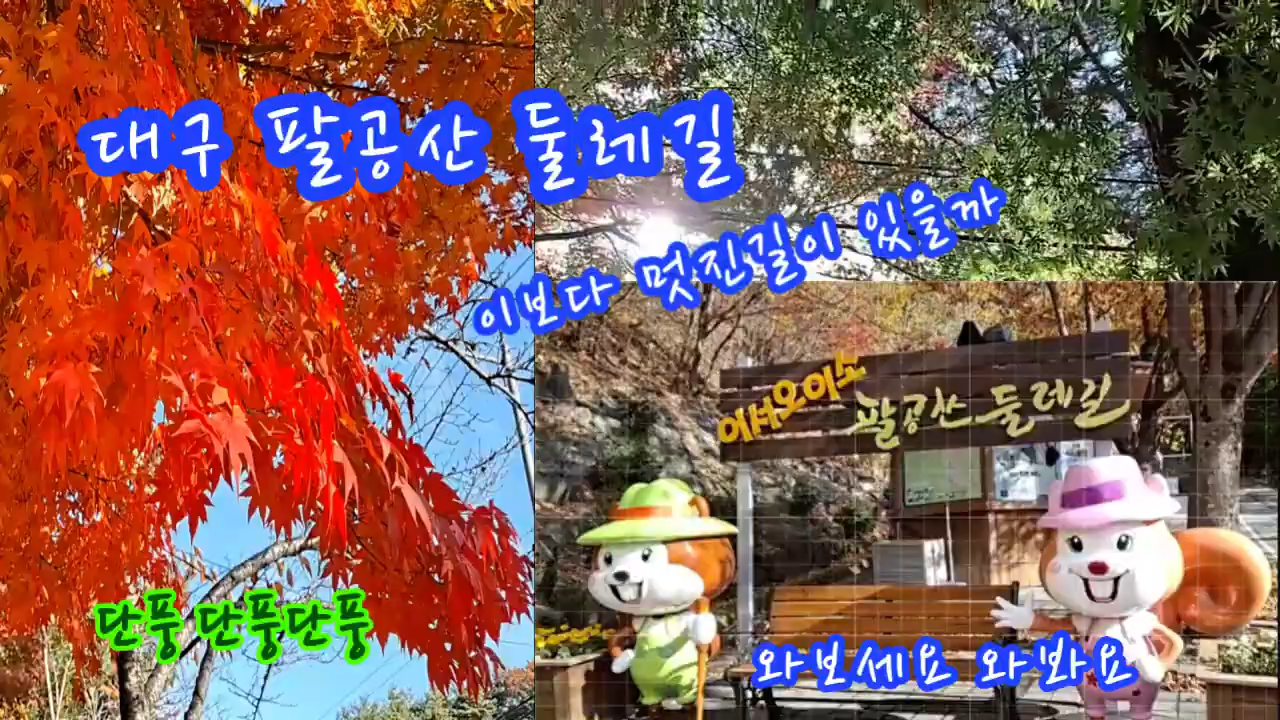 대구 팔공산 둘레길
이보다 멋진길이 있을까
어서오이소
팔공산 둘레길
단풍 단풍단풍
와보세요 와봐요